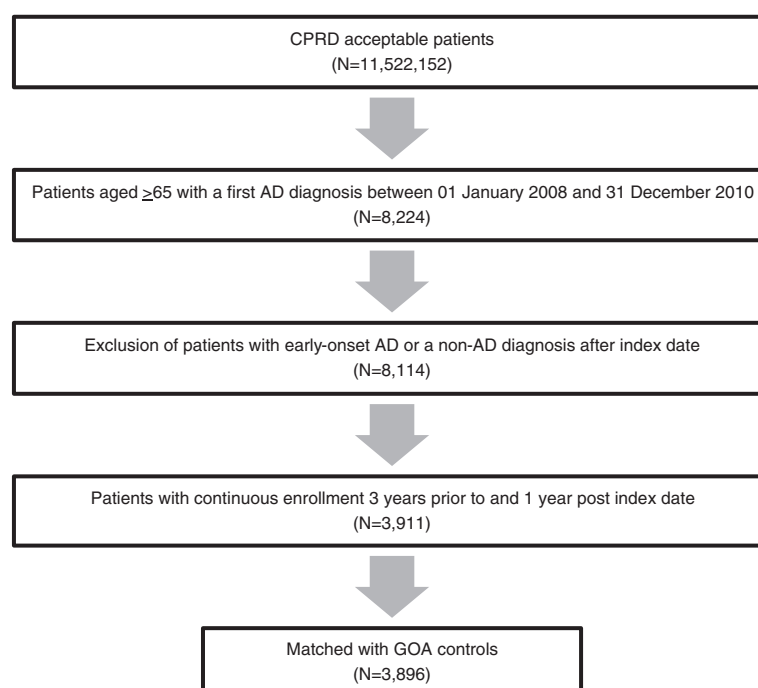 CPRD acceptable patients
(N=11,522,152)
Patients aged ≥65 with a first AD diagnosis between 01 January 2008 and 31 December 2010
(N=8,224)
Exclusion of patients with early-onset AD or a non-AD diagnosis after index date
(N=8,114)
Patients with continuous enrollment 3 years prior to and 1 year post index date
(N=3,911)
Matched with GOA controls
(N=3,896)